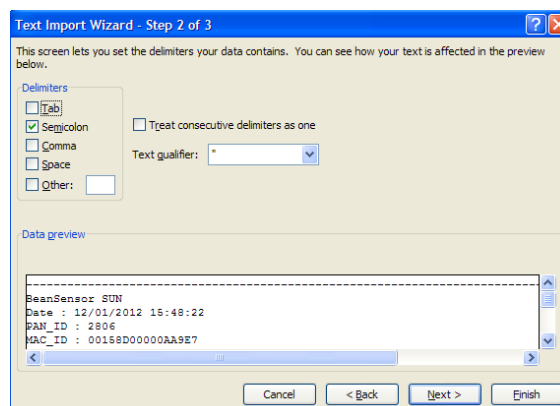 Text Import Wizard - Step 2 of 3
This screen lets you set the delimiters your data contains. You can see how your text is affected in the preview
below.
Delimiters
Tab
Semicolon
Comma
Space
Other:
Treat consecutive delimiters as one
Text qualifier: "
Data preview
BeanSensor SUN
Date : 12/01/2012 15:48:22
PAN_ID : 2806
MAC_ID : 00158D00000AA9E7
Cancel
< Back
Next >
Finish